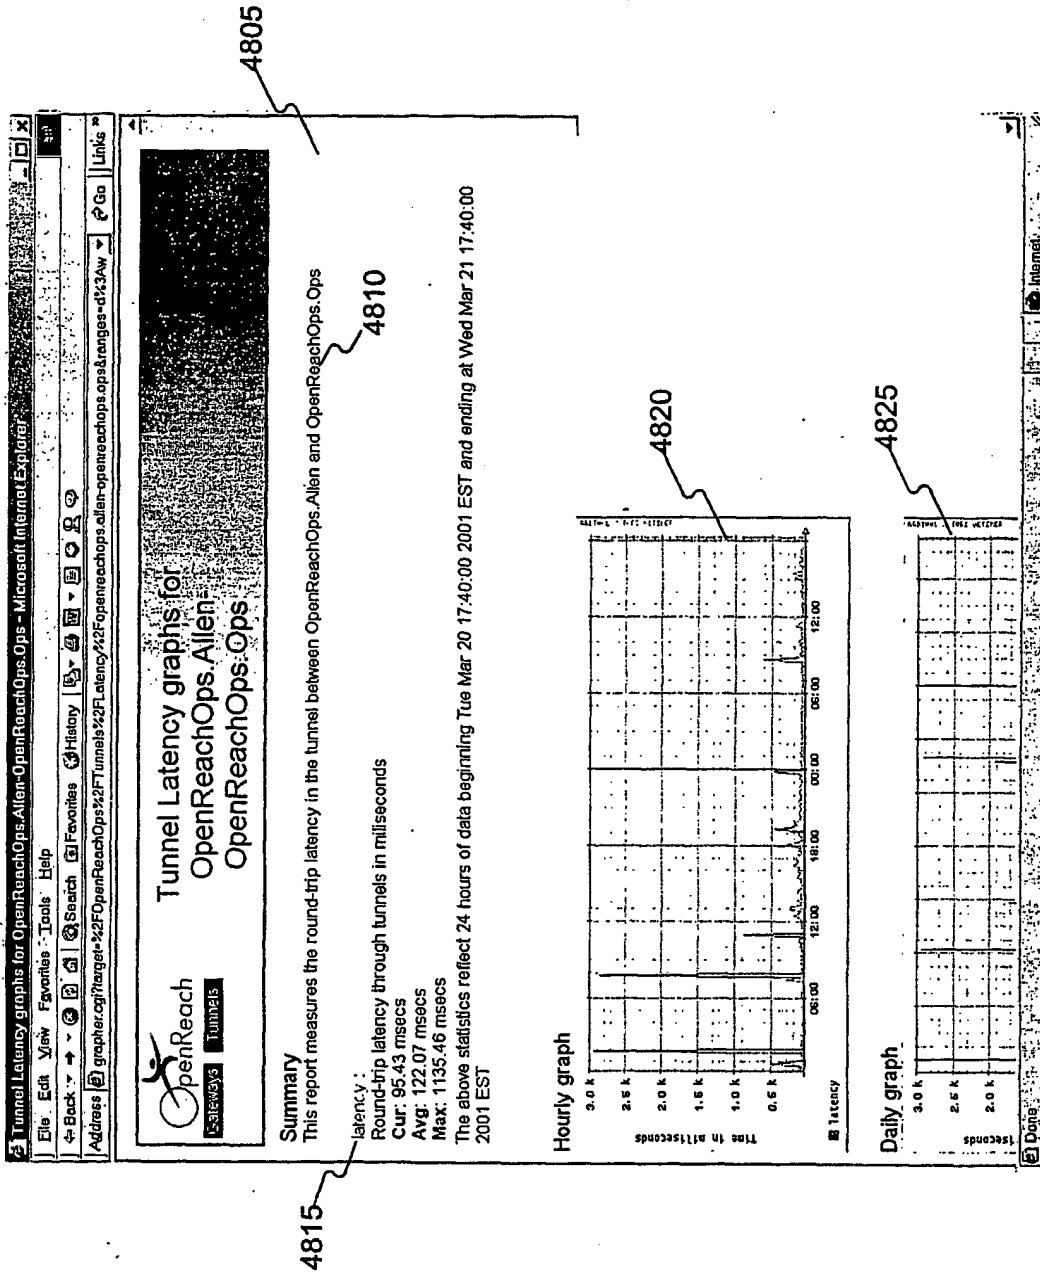 Tunnel Latency graphs for OpenReachOps.Allen-OpenReachOps.Ops - Microsoft Internet Explorer
File Edit View Favorites Tools Help
Back Search Favorites History
Address grapher.cgi?target=%2FOpenReachOps%2FTunnels%2FLatency%2Fopenreachops.allen-openreachops.ops&ranges=d%3Aw Go Links »
OpenReach
Gateways Tunnels
Tunnel Latency graphs for
OpenReachOps.Allen-
OpenReachOps.Ops
4805
Summary
This report measures the round-trip latency in the tunnel between OpenReachOps.Allen and OpenReachOps.Ops
4810
4815
latency :
Round-trip latency through tunnels in miliseconds
Cur: 95.43 msecs
Avg: 122.07 msecs
Max: 1135.46 msecs
The above statistics reflect 24 hours of data beginning Tue Mar 20 17:40:00 2001 EST and ending at Wed Mar 21 17:40:00
2001 EST
Hourly graph
4820
Time in milliseconds
3.0 k
2.5 k
2.0 k
1.5 k
1.0 k
0.5 k
06:00 12:00 18:00 00:00 06:00 12:00
latency
Daily graph
4825
3.0 k
2.5 k
2.0 k
Done Internet